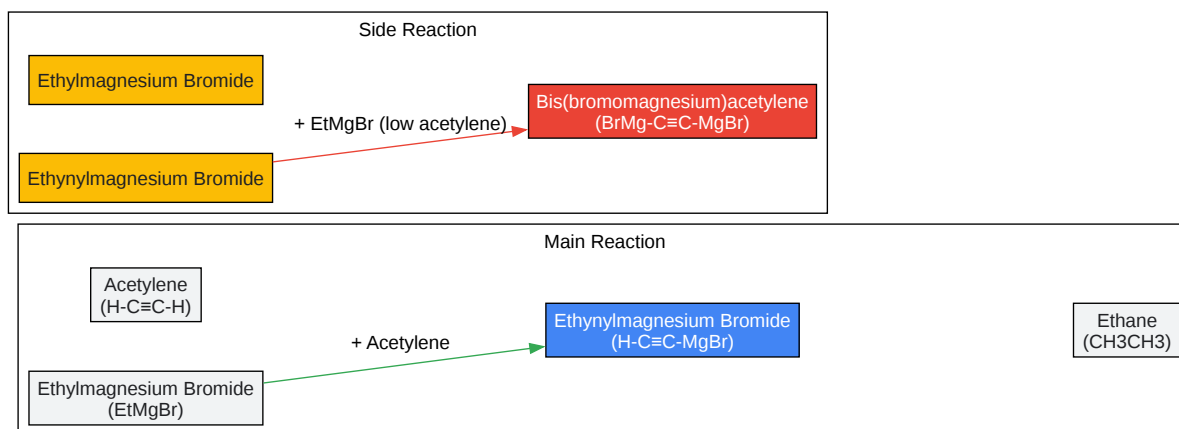 Side Reaction
Ethylmagnesium Bromide
Bis(bromomagnesium)acetylene
(BrMg-C≡C-MgBr)
+ EtMgBr (low acetylene)
Ethynylmagnesium Bromide
Main Reaction
Acetylene
(H-C≡C-H)
Ethynylmagnesium Bromide
(H-C≡C-MgBr)
Ethane
(CH3CH3)
+ Acetylene
Ethylmagnesium Bromide
(EtMgBr)